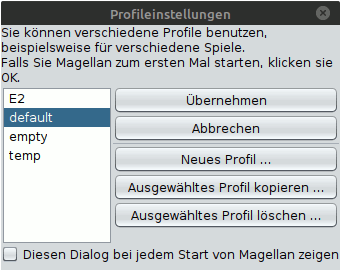 Profileinstellungen
Sie können verschiedene Profile benutzen,
beispielsweise für verschiedene Spiele.
Falls Sie Magellan zum ersten Mal starten, klicken sie
OK.
E2
default
empty
temp
Übernehmen
Abbrechen
Neues Profil ...
Ausgewähltes Profil kopieren ...
Ausgewähltes Profil löschen ...
Diesen Dialog bei jedem Start von Magellan zeigen